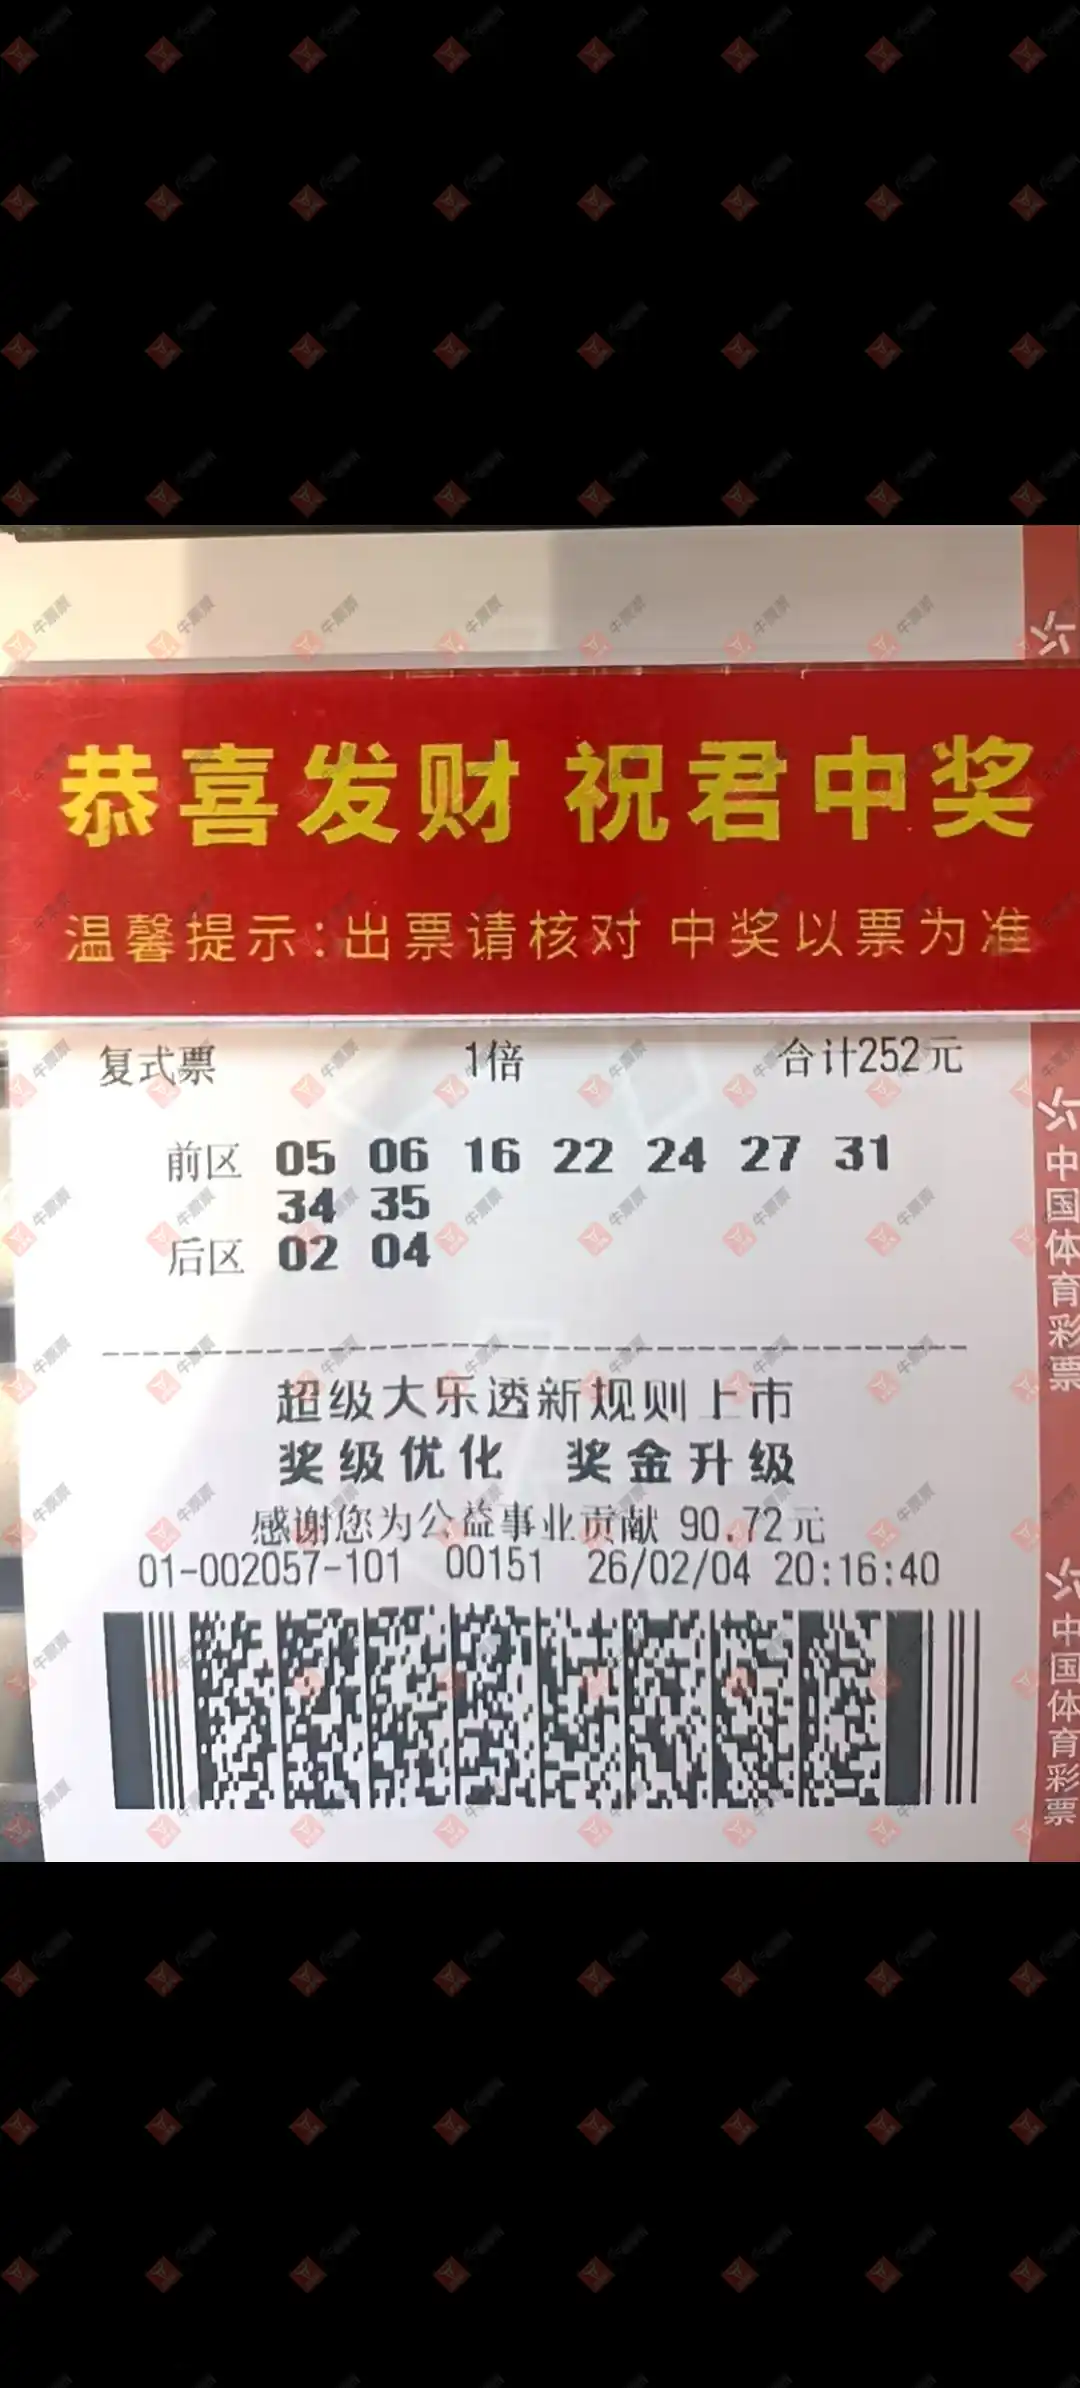 恭喜发财 祝君中奖
温馨提示:出票请核对 中奖以票为准
复式票 1倍 合计252元
前区 05 06 16 22 24 27 31
34 35
后区 02 04
超级大乐透新规则上市
奖级优化 奖金升级
感谢您为公益事业贡献 90.72元
01-002057-101 00151 26/02/04 20:16:40
中国体育彩票
中国体育彩票
牛票票